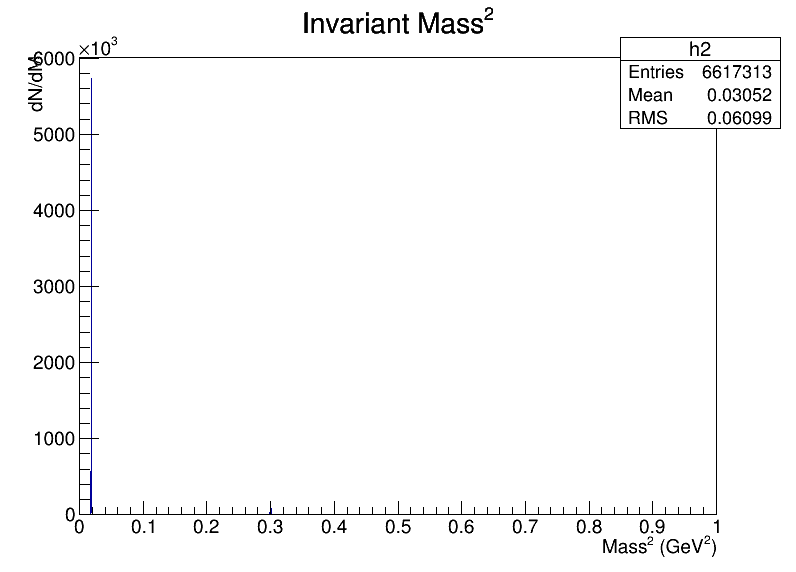 Invariant Mass²
h2
Entries 6617313
Mean 0.03052
RMS 0.06099
×10³
dN/dM
6000
5000
4000
3000
2000
1000
0
0 0.1 0.2 0.3 0.4 0.5 0.6 0.7 0.8 0.9 1
Mass² (GeV²)